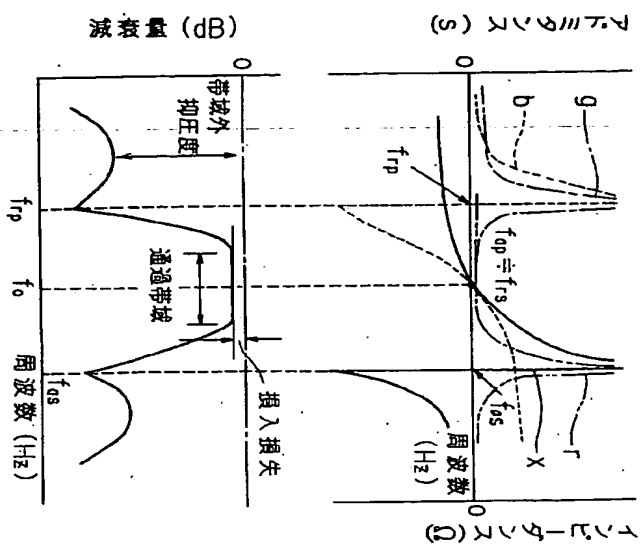 アドミタンス (S)
0
g
b
frp
fap≒frs
fas
x
r
周波数
(Hz)
0
インピーダンス(Ω)
減衰量 (dB)
0
帯域外
抑圧度
通過帯域
挿入損失
frp
fo
fas
周波数(Hz)